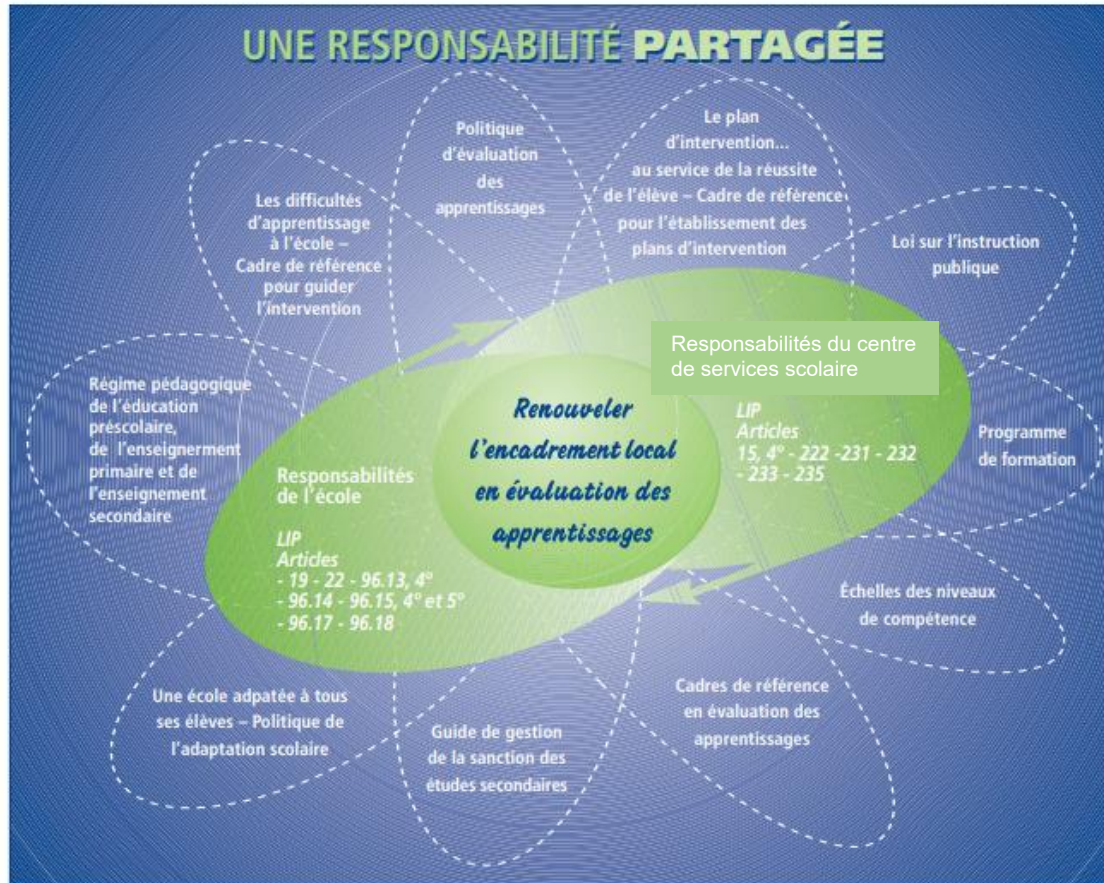 UNE RESPONSABILITÉ PARTAGÉE
Politique
d'évaluation
des
apprentissages
Le plan
d'intervention...
au service de la réussite
de l'élève – Cadre de référence
pour l'établissement des
plans d'intervention
Les difficultés
d'apprentissage
à l'école –
Cadre de référence
pour guider
l'intervention
Loi sur l'instruction
publique
Régime pédagogique
de l'éducation
préscolaire,
de l'enseignerment
primaire et de
l'enseignement
secondaire
Responsabilités du centre
de services scolaire
LIP
Articles
15, 4º - 222 -231 - 232
- 233 - 235
Renouveler
l'encadrement local
en évaluation des
apprentissages
Programme
de formation
Responsabilités
de l'école
LIP
Articles
- 19 - 22 - 96.13, 4º
- 96.14 - 96.15, 4º et 5º
- 96.17 - 96.18
Échelles des niveaux
de compétence
Une école adpatée à tous
ses élèves – Politique de
l'adaptation scolaire
Guide de gestion
de la sanction des
études secondaires
Cadres de référence
en évaluation des
apprentissages